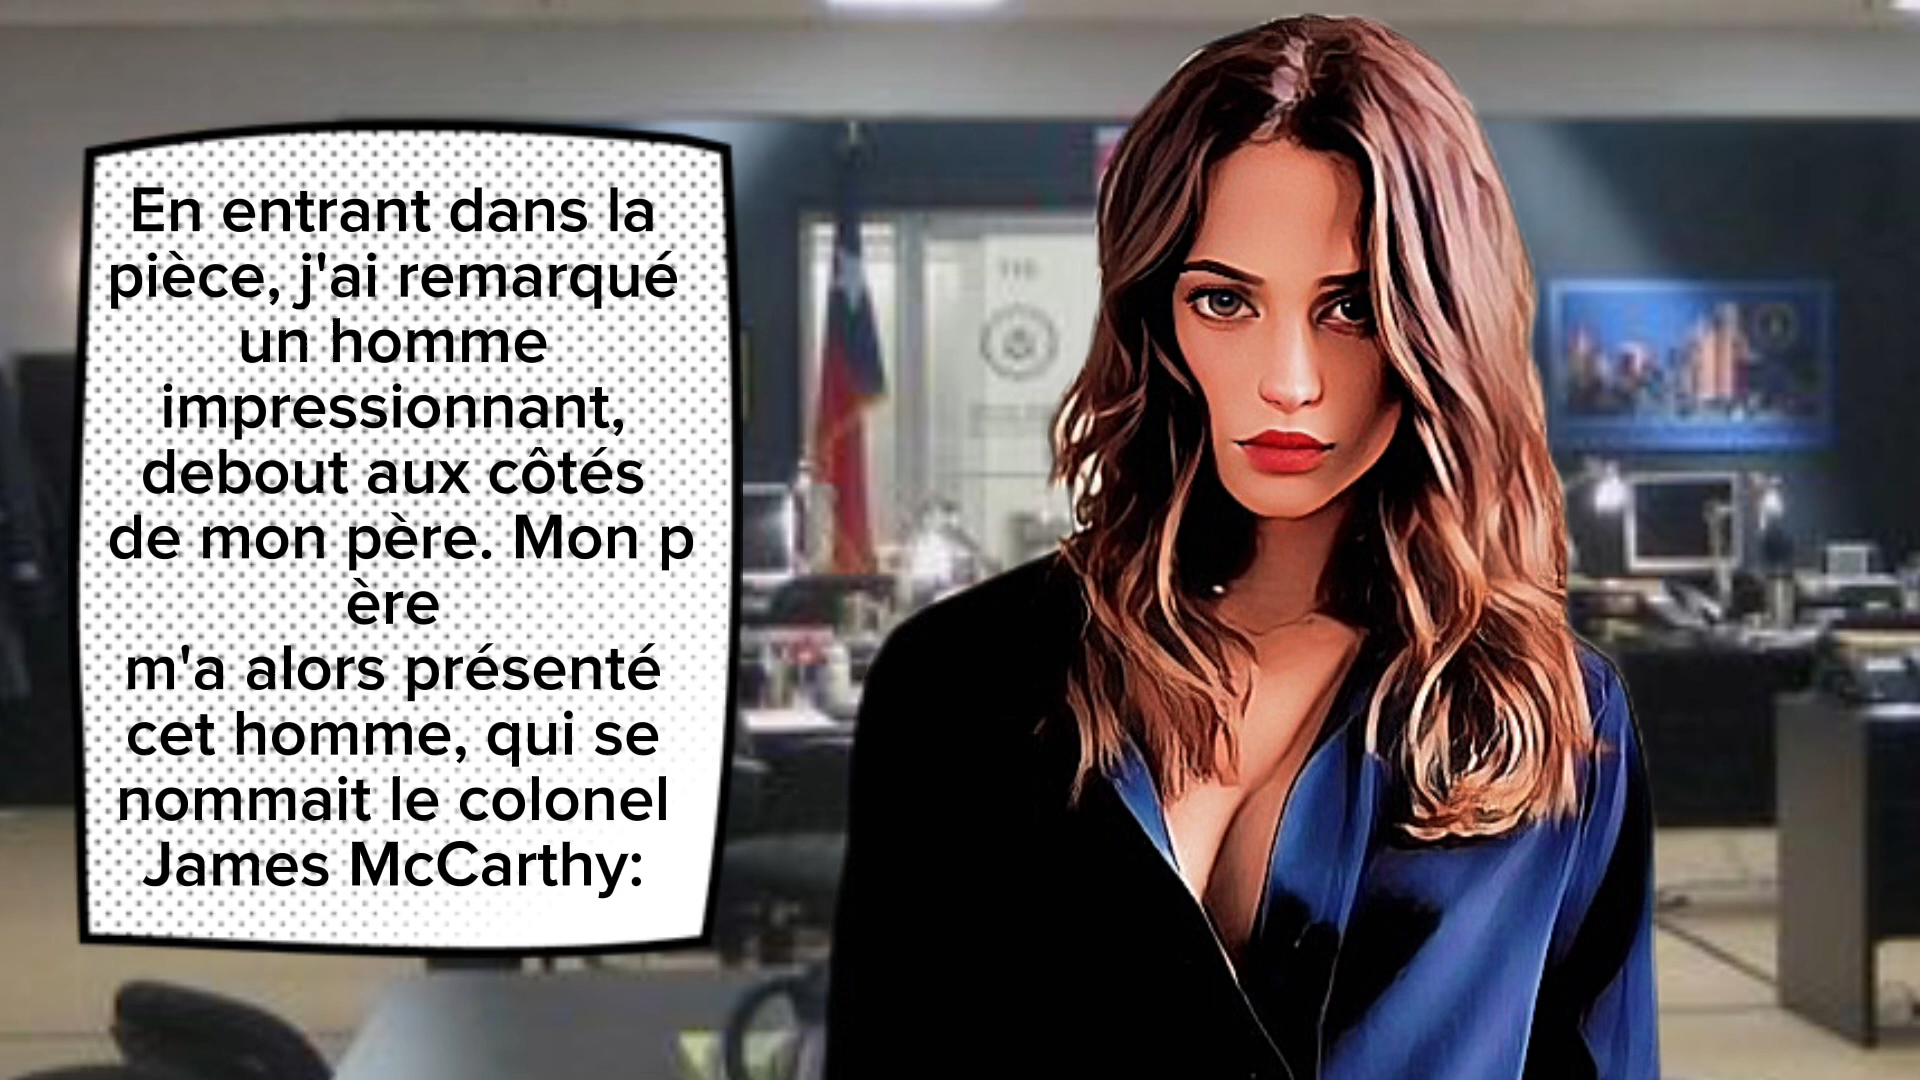 En entrant dans la
pièce, j'ai remarqué
un homme
impressionnant,
debout aux côtés
de mon père. Mon p
ère
m'a alors présenté
cet homme, qui se
nommait le colonel
James McCarthy: